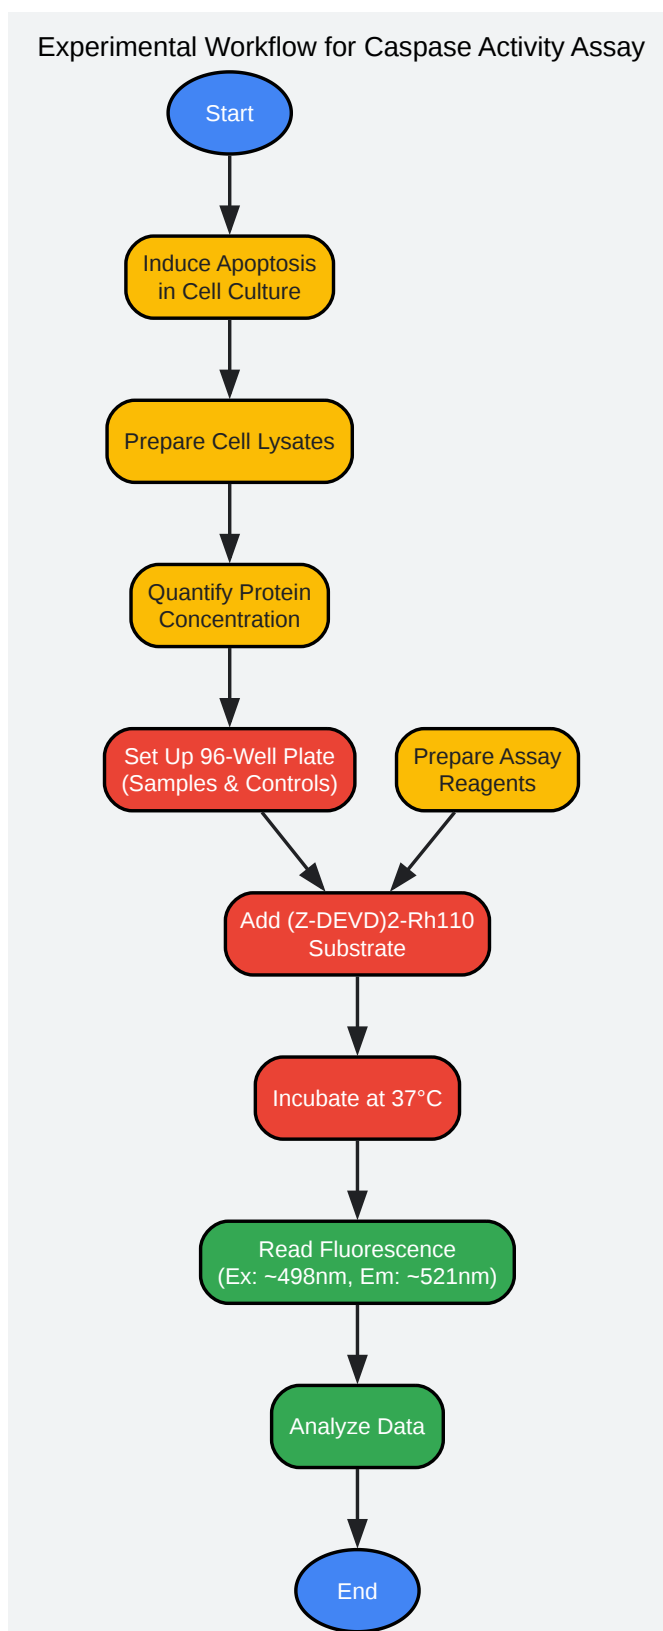 Experimental Workflow for Caspase Activity Assay
Start
Induce Apoptosis
in Cell Culture
Prepare Cell Lysates
Quantify Protein
Concentration
Set Up 96-Well Plate
(Samples & Controls)
Prepare Assay
Reagents
Add (Z-DEVD)2-Rh110
Substrate
Incubate at 37°C
Read Fluorescence
(Ex: ~498nm, Em: ~521nm)
Analyze Data
End